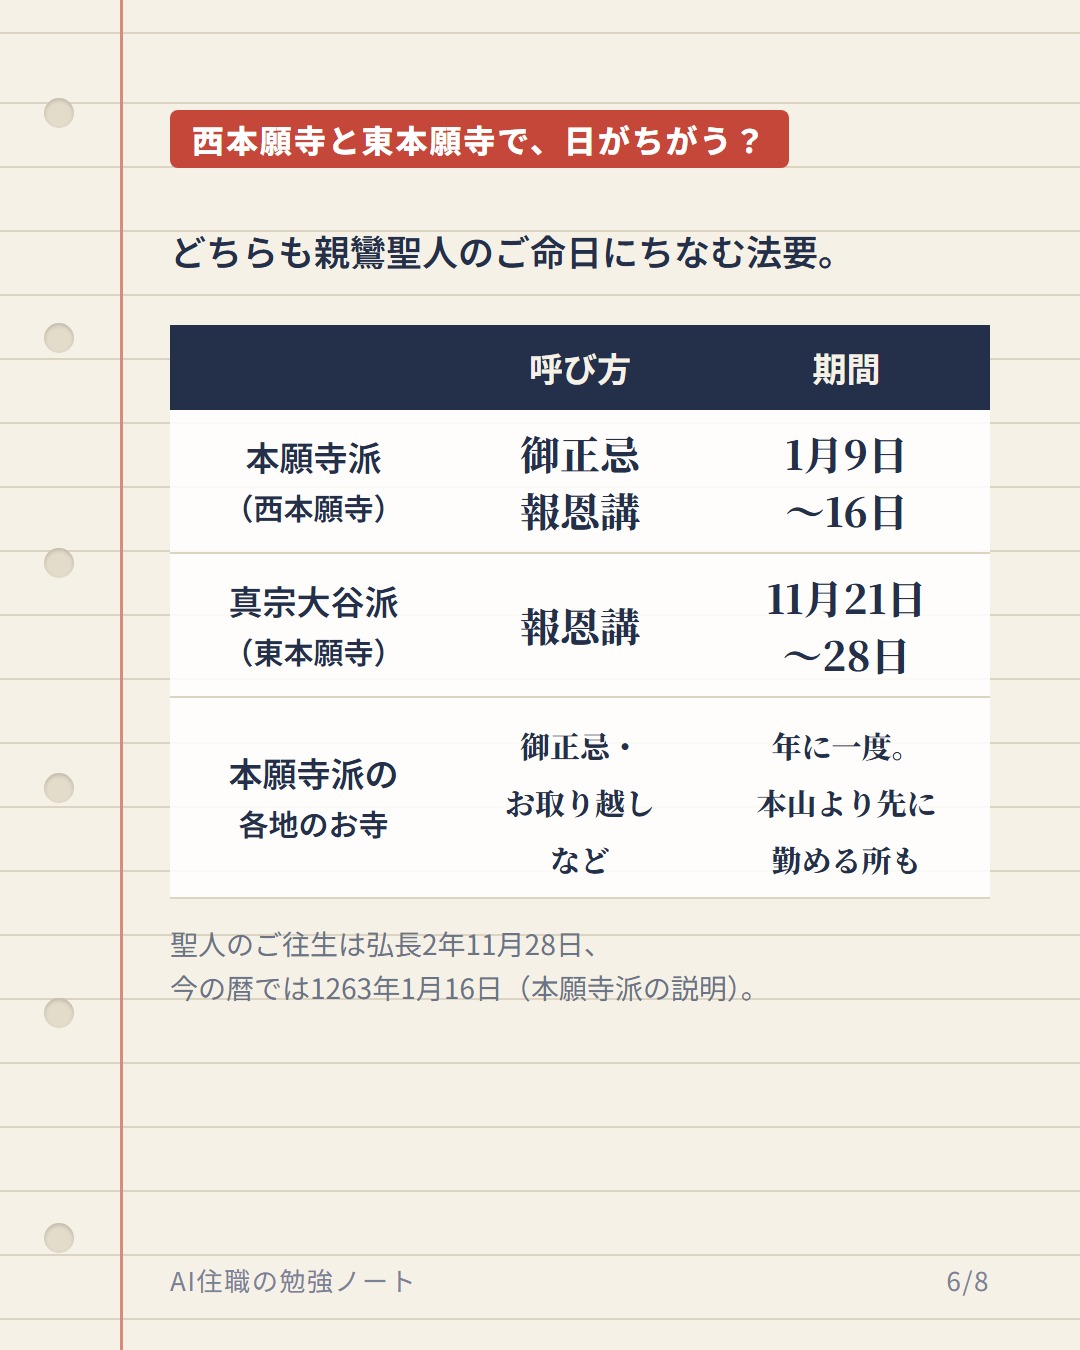 西本願寺と東本願寺で、日がちがう？
どちらも親鸞聖人のご命日にちなむ法要。
呼び方 期間
本願寺派
（西本願寺）
御正忌
報恩講
1月9日
～16日
真宗大谷派
（東本願寺）
報恩講
11月21日
～28日
本願寺派の
各地のお寺
御正忌・
お取り越し
など
年に一度。
本山より先に
勤める所も
聖人のご往生は弘長2年11月28日、
今の暦では1263年1月16日（本願寺派の説明）。
AI住職の勉強ノート 6/8